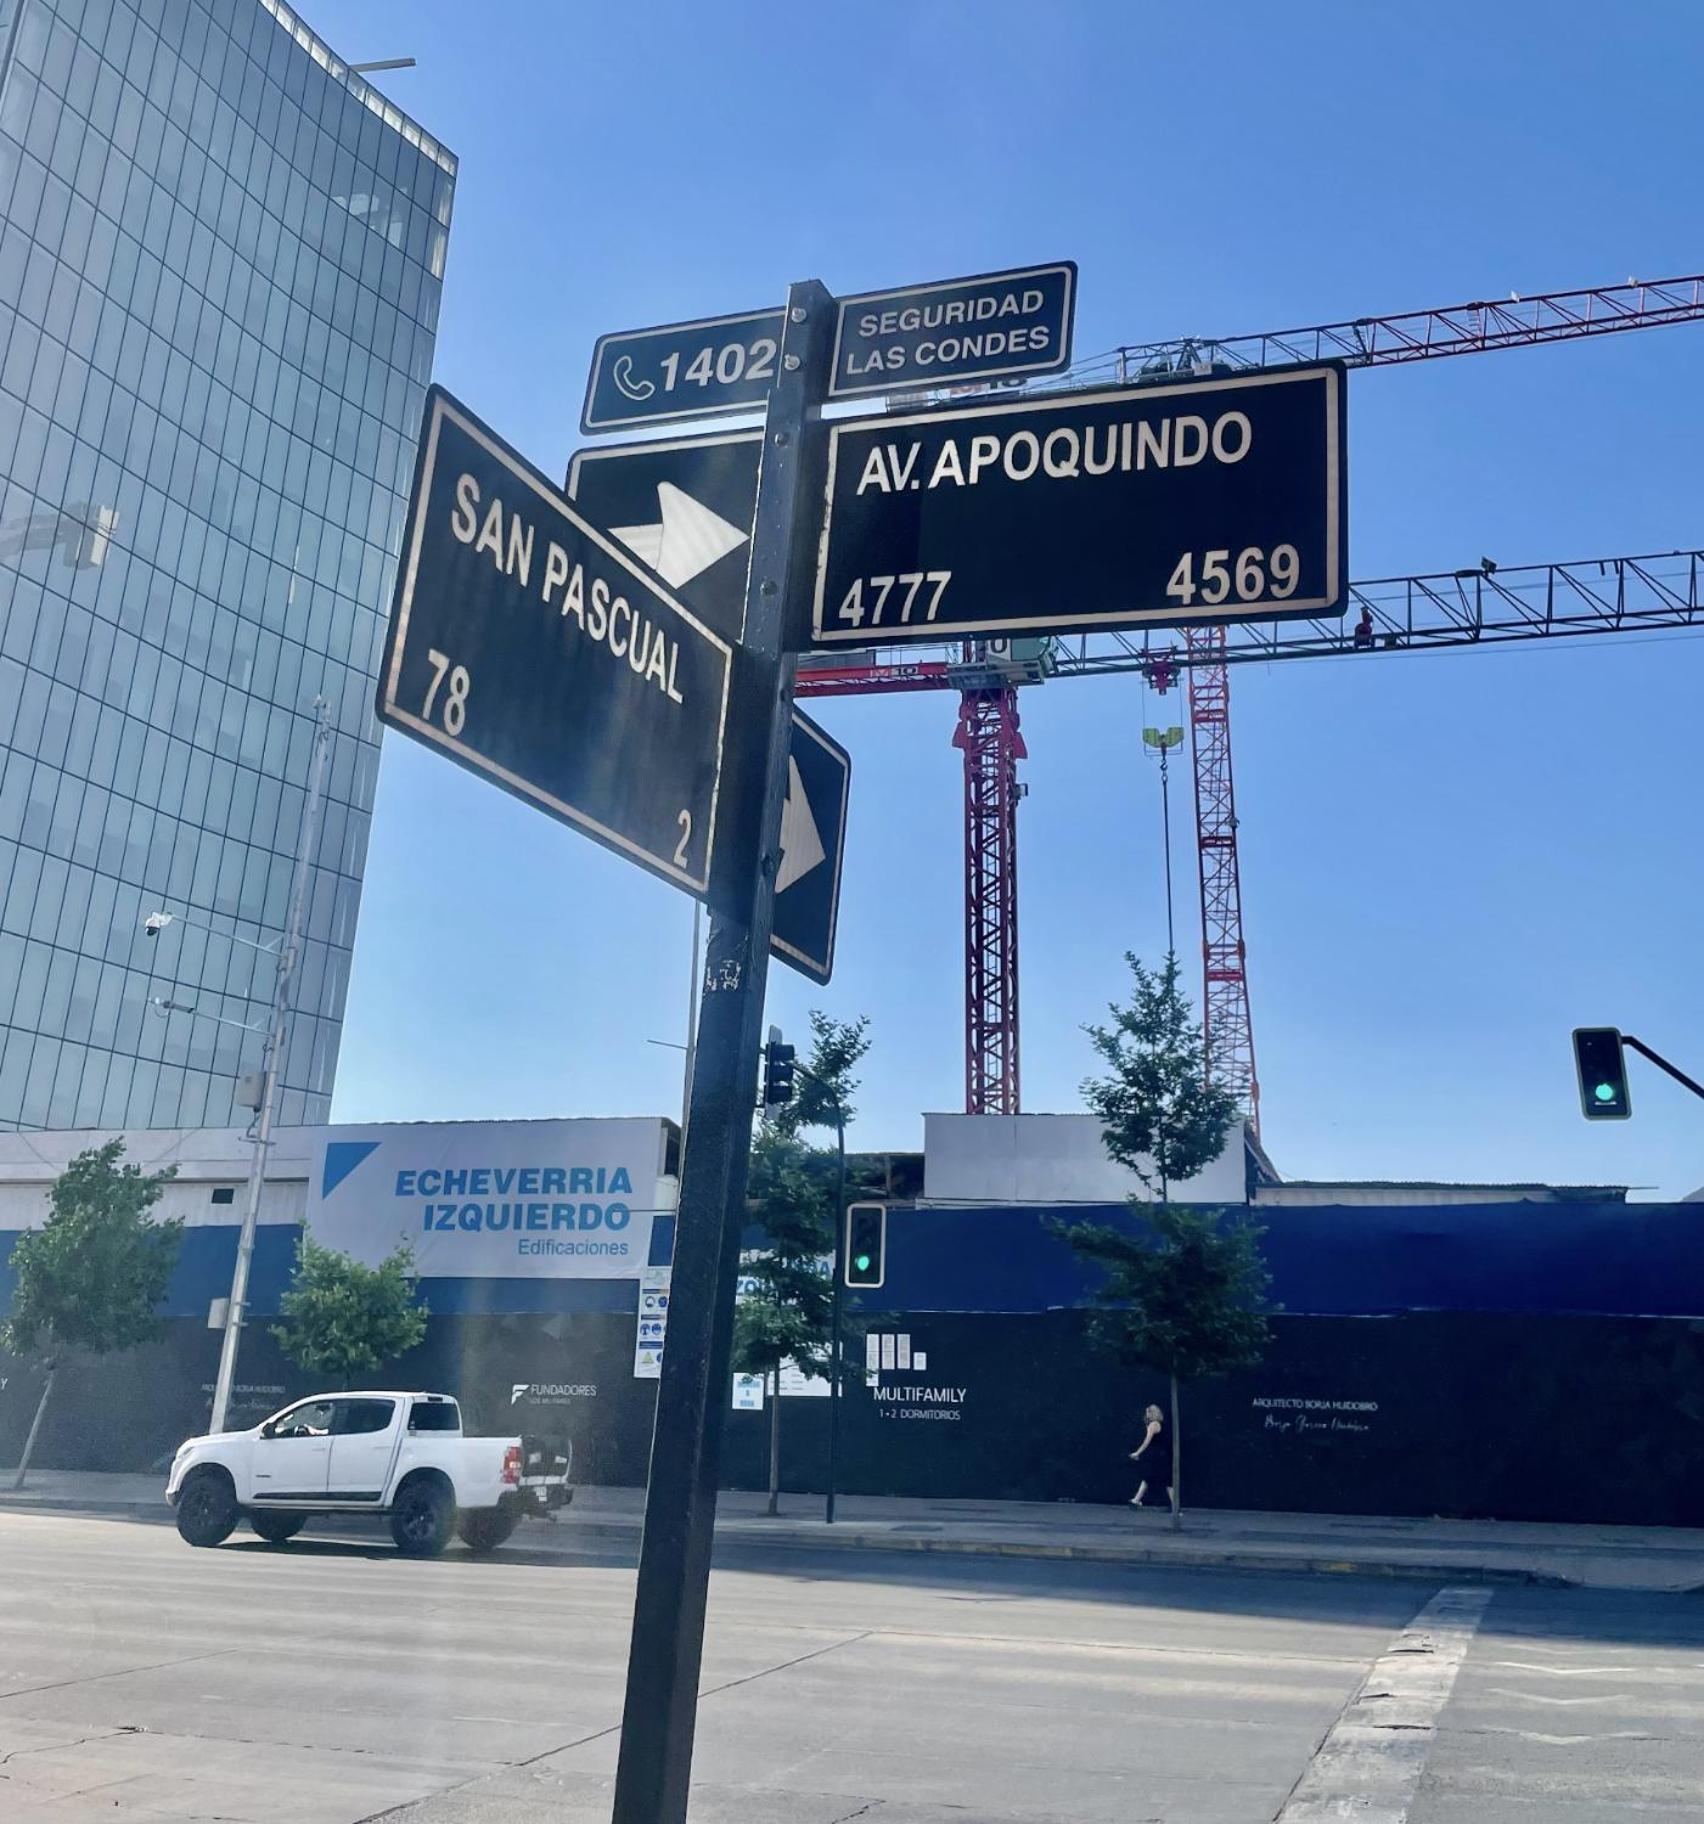 1402
SEGURIDAD
LAS CONDES
AV. APOQUINDO
4777 4569
SAN PASCUAL
78
2
M10
ECHEVERRIA
IZQUIERDO
Edificaciones
FUNDADORES
MULTIFAMILY
1+2 DORMITORIOS
ARQUITECTO BORJA HUIDOBRO